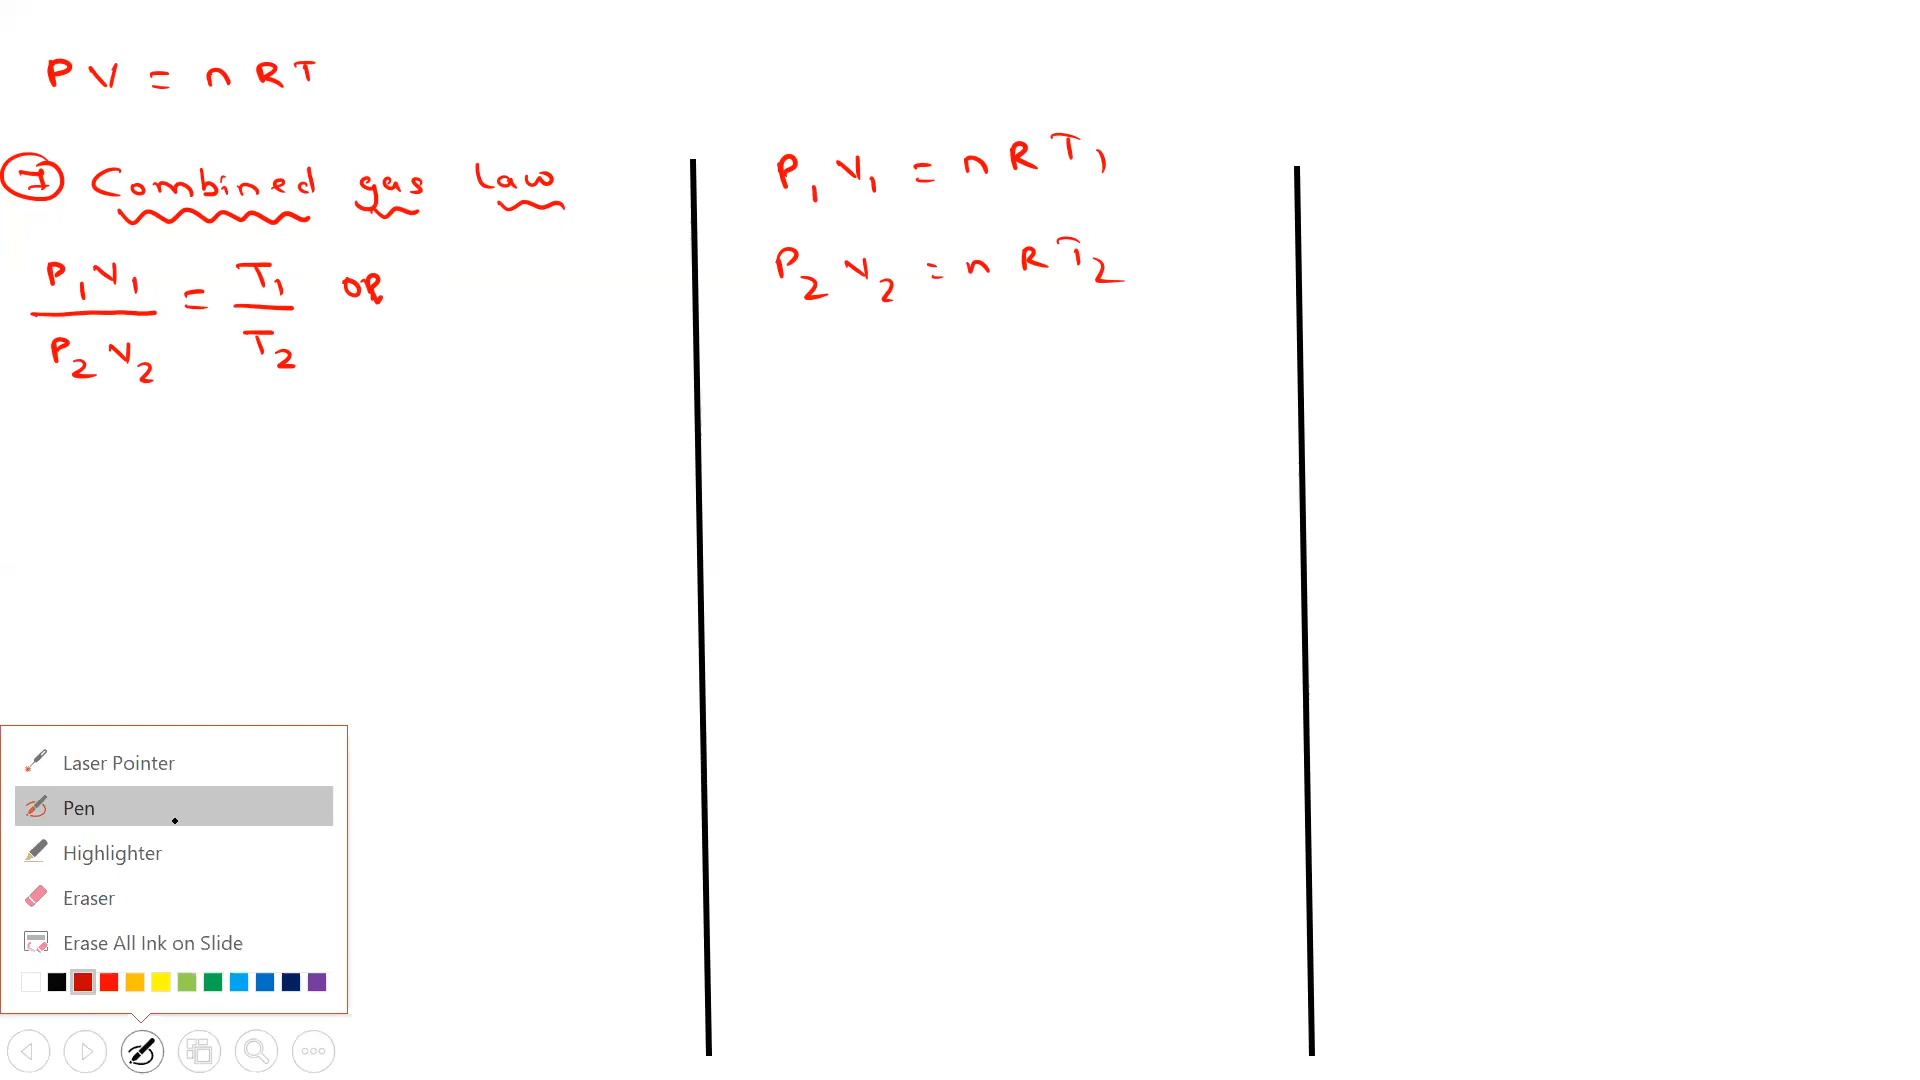 PV = nRT
I Combined gas law
P₁V₁ / P₂V₂ = T₁ / T₂ or
P₁V₁ = nRT₁
P₂V₂ = nRT₂
Laser Pointer
Pen
Highlighter
Eraser
Erase All Ink on Slide